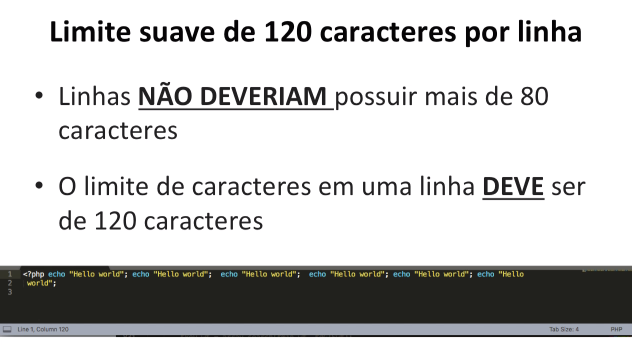 Limite suave de 120 caracteres por linha
• Linhas NÃO DEVERIAM possuir mais de 80
caracteres
• O limite de caracteres em uma linha DEVE ser
de 120 caracteres
1 <?php echo "Hello world"; echo "Hello world";  echo "Hello world";  echo "Hello world"; echo "Hello world"; echo "Hello
2 world";
3
Line 1, Column 120 Tab Size: 4 PHP